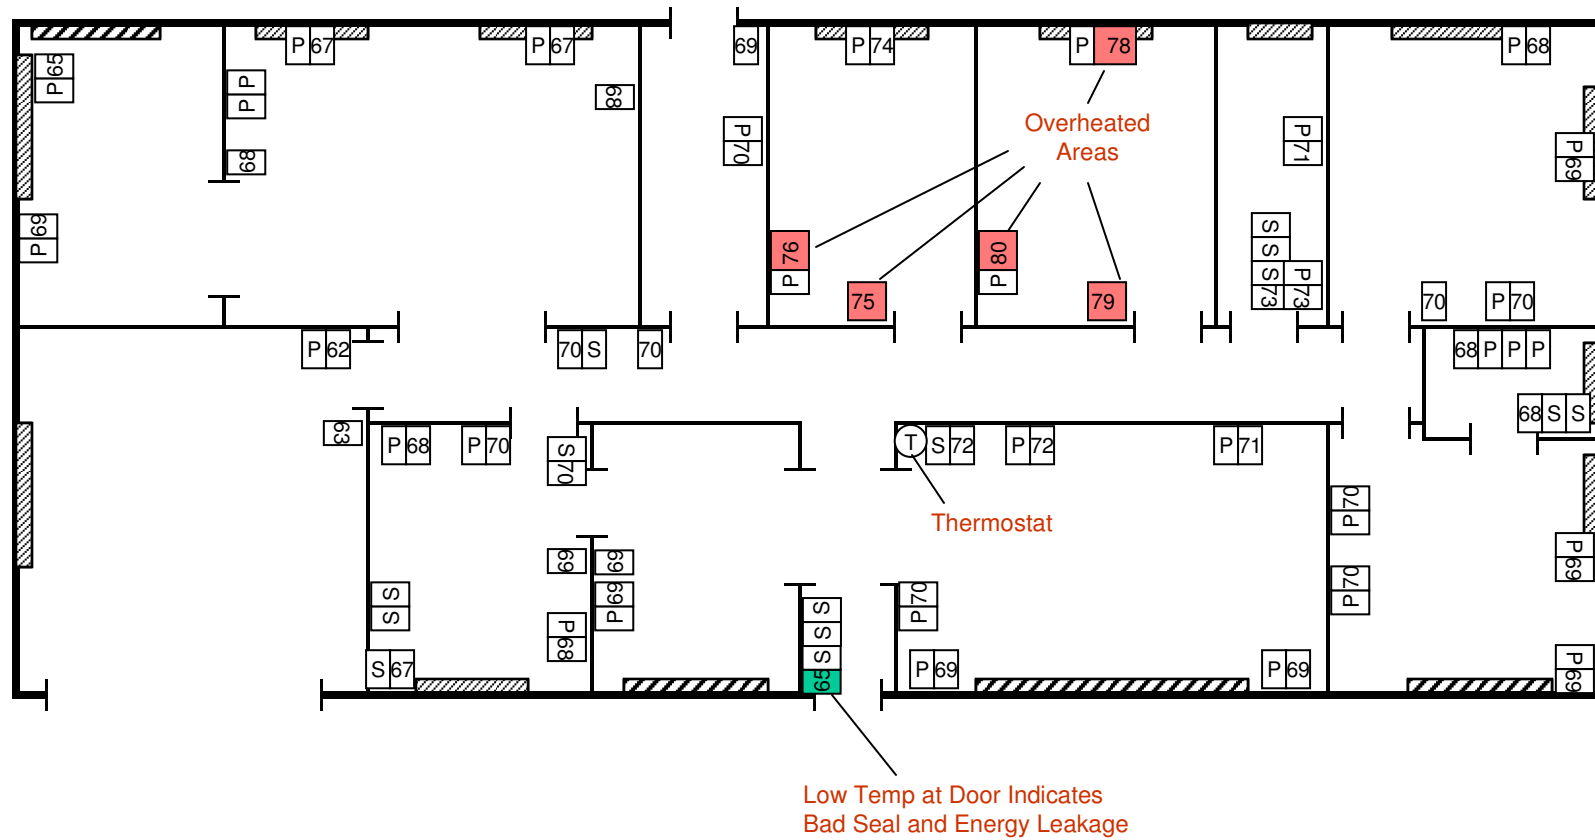 P 67
P 67
69
P 74
P 78
P 68
P 65
P P
68
68
P 70
Overheated
Areas
P 71
P 69
P 69
76 P
75
80 P
79
S S S 73
P 73
70
P 70
P 62
70 S
70
68 P P P
68 S S
63
P 68
P 70
S 70
T
S 72
P 72
P 71
P 70
Thermostat
69
69
P 69
P 70
P 70
P 69
S S
P 68
S S S 65
S 67
P 69
P 69
P 69
Low Temp at Door Indicates
Bad Seal and Energy Leakage